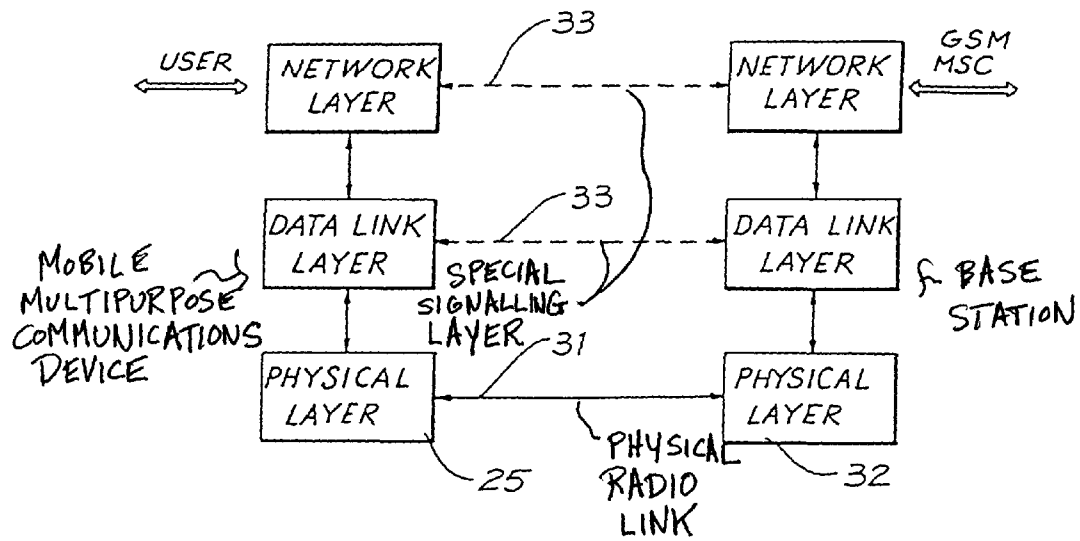 33
USER
NETWORK
LAYER
NETWORK
LAYER
GSM
MSC
33
DATA LINK
LAYER
DATA LINK
LAYER
MOBILE
MULTIPURPOSE
COMMUNICATIONS
DEVICE
SPECIAL
SIGNALLING
LAYER
BASE
STATION
31
PHYSICAL
LAYER
PHYSICAL
LAYER
25
PHYSICAL
RADIO
LINK
32